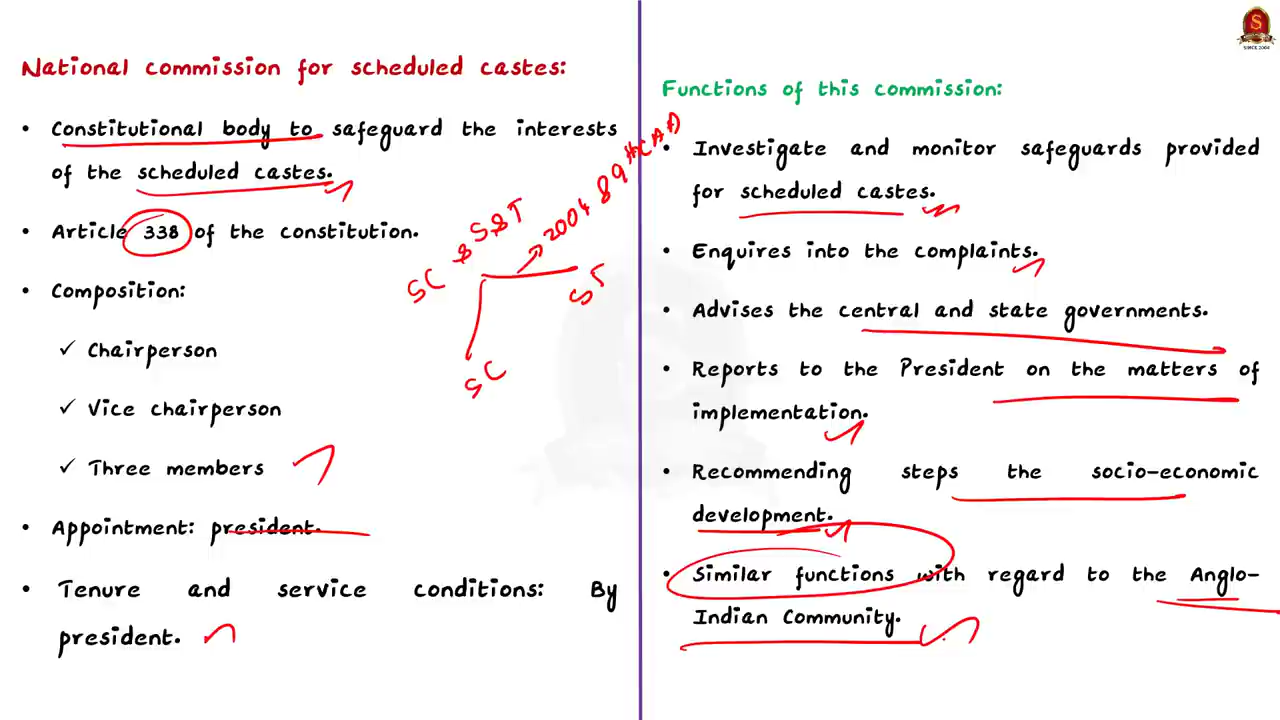 National commission for scheduled castes:
• Constitutional body to safeguard the interests
of the scheduled castes.
• Article 338 of the constitution.
• Composition:
✓ Chairperson
✓ Vice chairperson
✓ Three members
• Appointment: president.
• Tenure and service conditions: By
president.
SC & ST
2004 89th CAA
ST
SC
S
SINCE 2004
Functions of this commission:
• Investigate and monitor safeguards provided
for scheduled castes.
• Enquires into the complaints.
• Advises the central and state governments.
• Reports to the President on the matters of
implementation.
• Recommending steps the socio-economic
development.
• Similar functions with regard to the Anglo-
Indian Community.